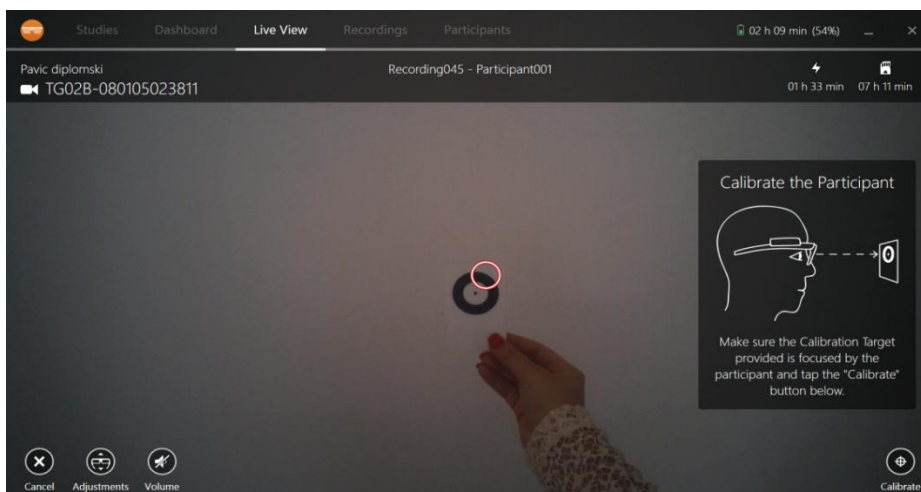 Studies Dashboard Live View Recordings Participants 02 h 09 min (54%)
Pavic diplomski
TG02B-080105023811
Recording045 - Participant001
01 h 33 min 07 h 11 min
Calibrate the Participant
Make sure the Calibration Target
provided is focused by the
participant and tap the "Calibrate"
button below.
Cancel Adjustments Volume
Calibrate